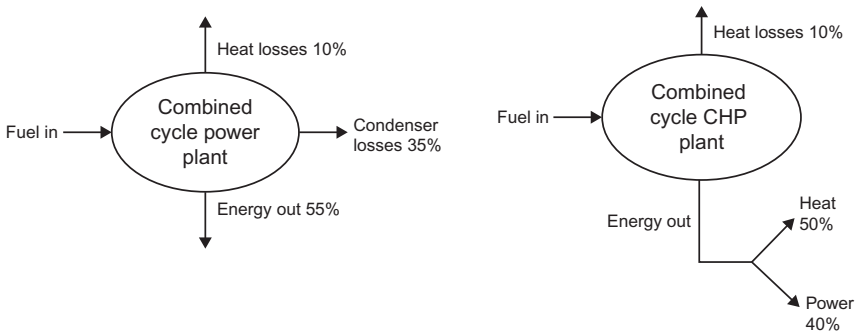 Heat losses 10%
Fuel in
Combined
cycle power
plant
Condenser
losses 35%
Energy out 55%
Heat losses 10%
Fuel in
Combined
cycle CHP
plant
Energy out
Heat
50%
Power
40%